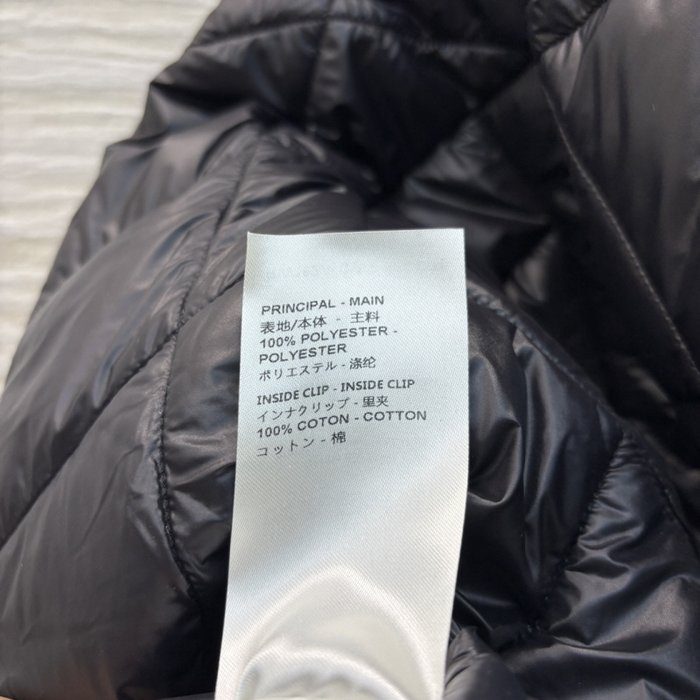 PRINCIPAL - MAIN
表地/本体 - 主料
100% POLYESTER -
POLYESTER
ポリエステル - 涤纶
INSIDE CLIP - INSIDE CLIP
インナクリップ - 里夹
100% COTON - COTTON
コットン - 棉